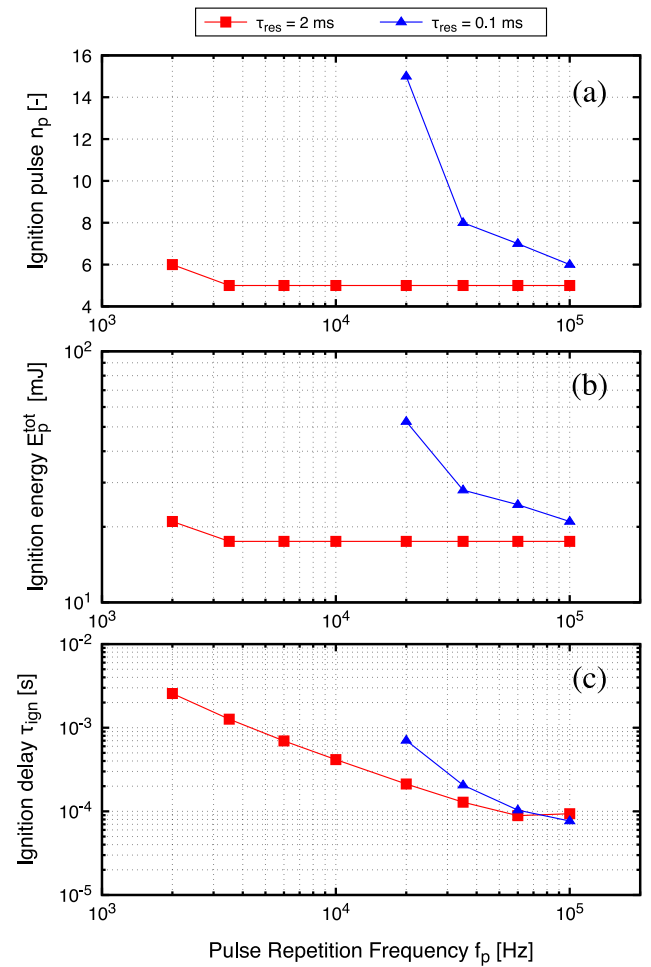 τres = 2 ms
τres = 0.1 ms
Ignition pulse np [-]
16
14
12
10
8
6
4
(a)
10^3
10^4
10^5
Ignition energy Ep^tot [mJ]
10^2
10^1
(b)
10^3
10^4
10^5
Ignition delay τign [s]
10^-2
10^-3
10^-4
10^-5
(c)
10^3
10^4
10^5
Pulse Repetition Frequency fp [Hz]